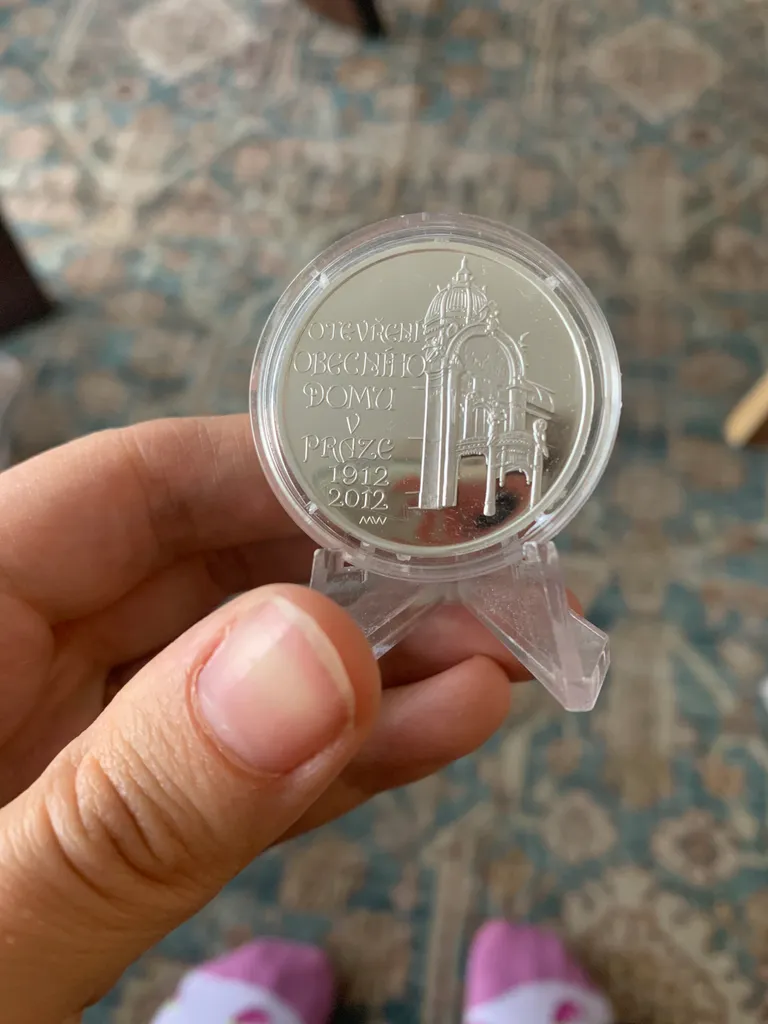 OTEVŘENÍ
OBECNÍHO
DOMU
V
PRAZE
1912
2012
MW